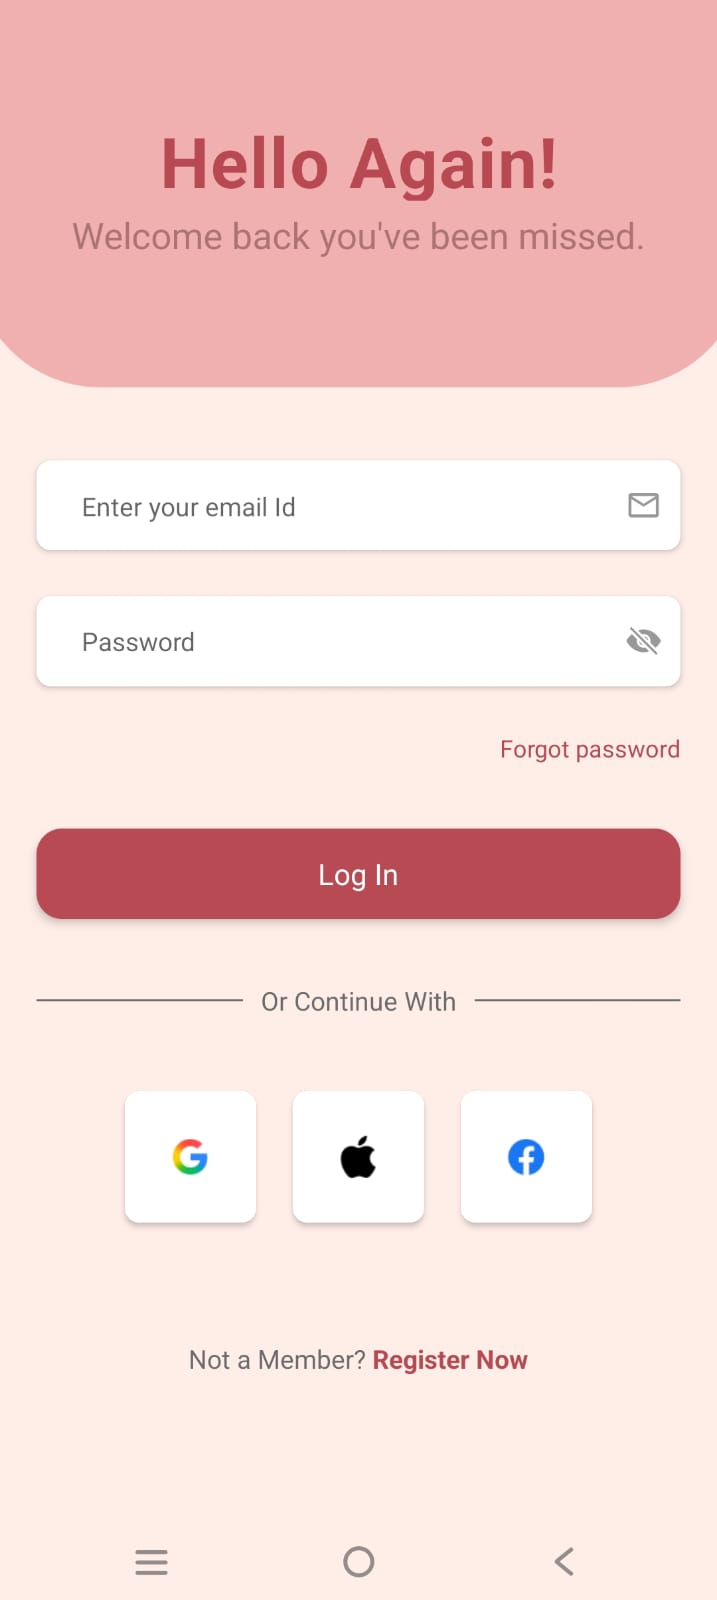 Hello Again!
Welcome back you've been missed.
Enter your email Id
Password
Forgot password
Log In
Or Continue With
Not a Member? Register Now